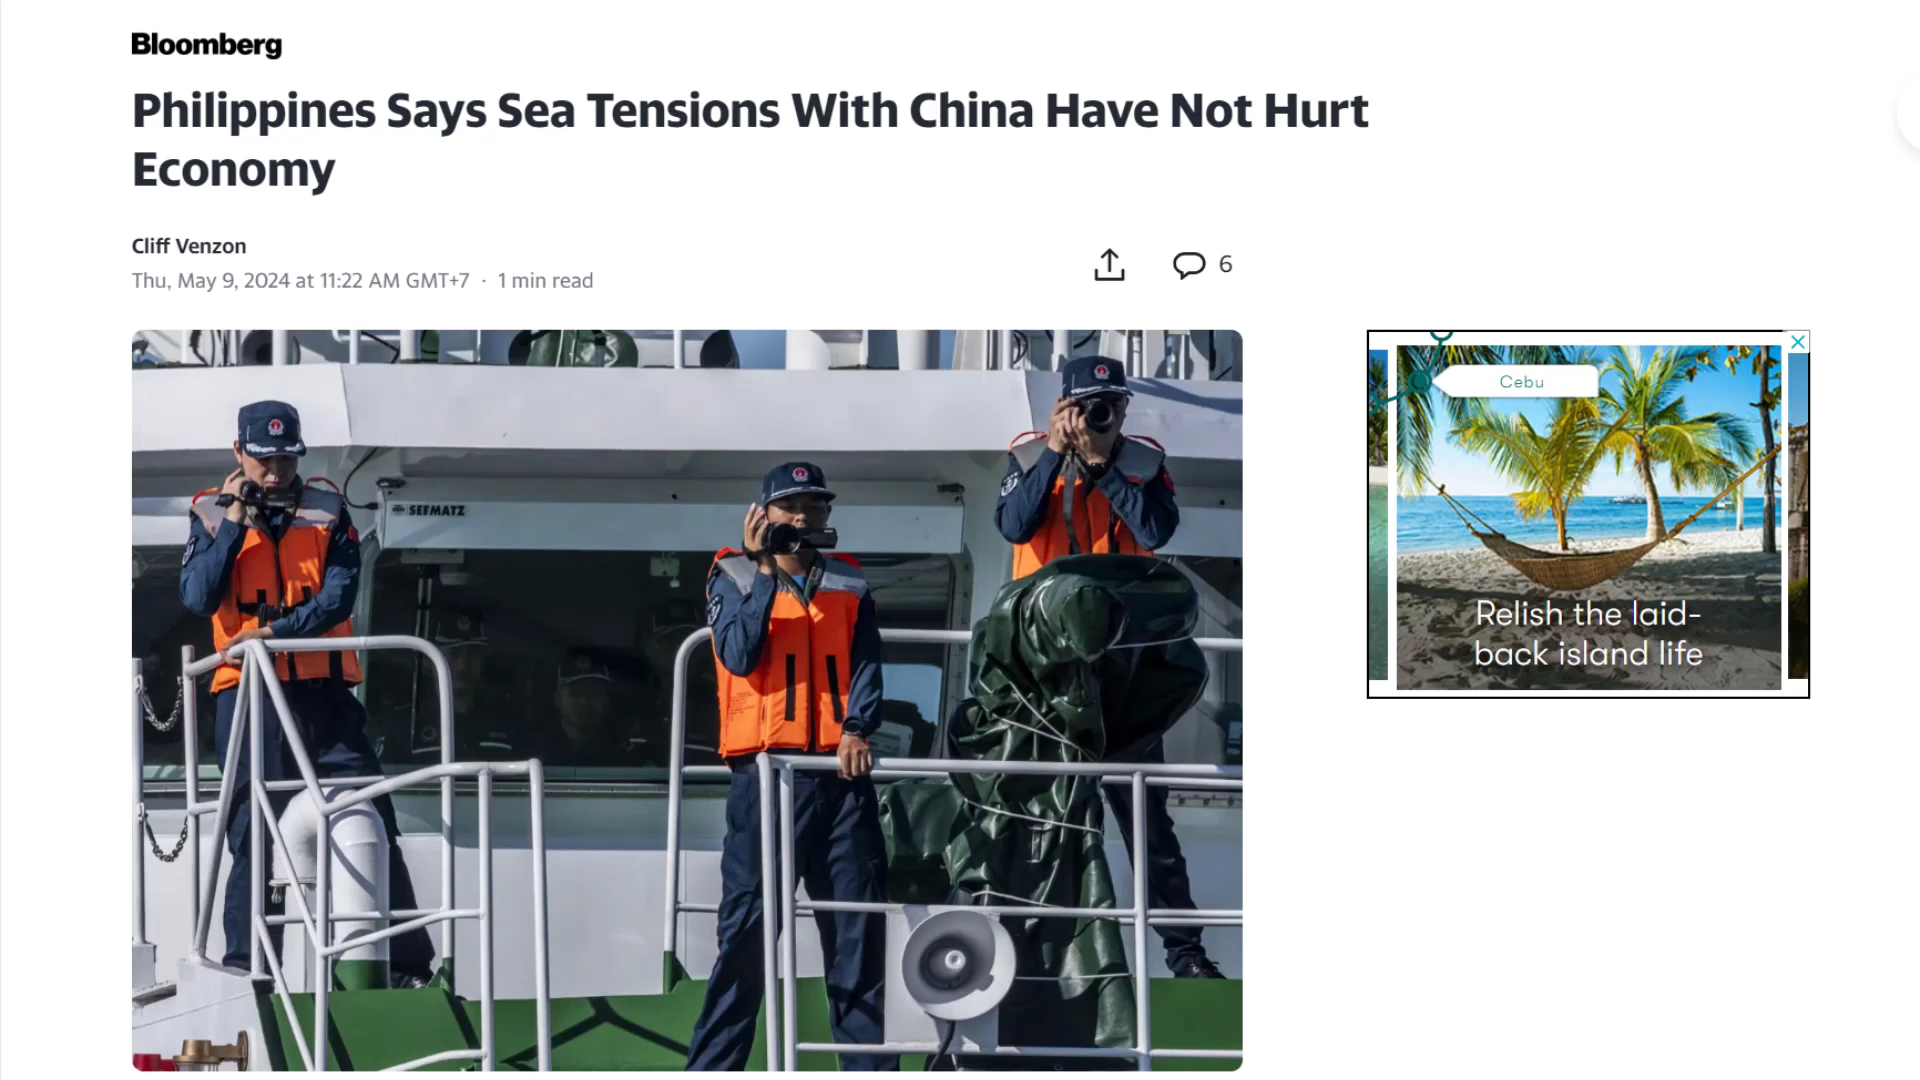 Bloomberg
Philippines Says Sea Tensions With China Have Not Hurt
Economy
Cliff Venzon
Thu, May 9, 2024 at 11:22 AM GMT+7 · 1 min read
6
SEEMATZ
Cebu
Relish the laid-
back island life